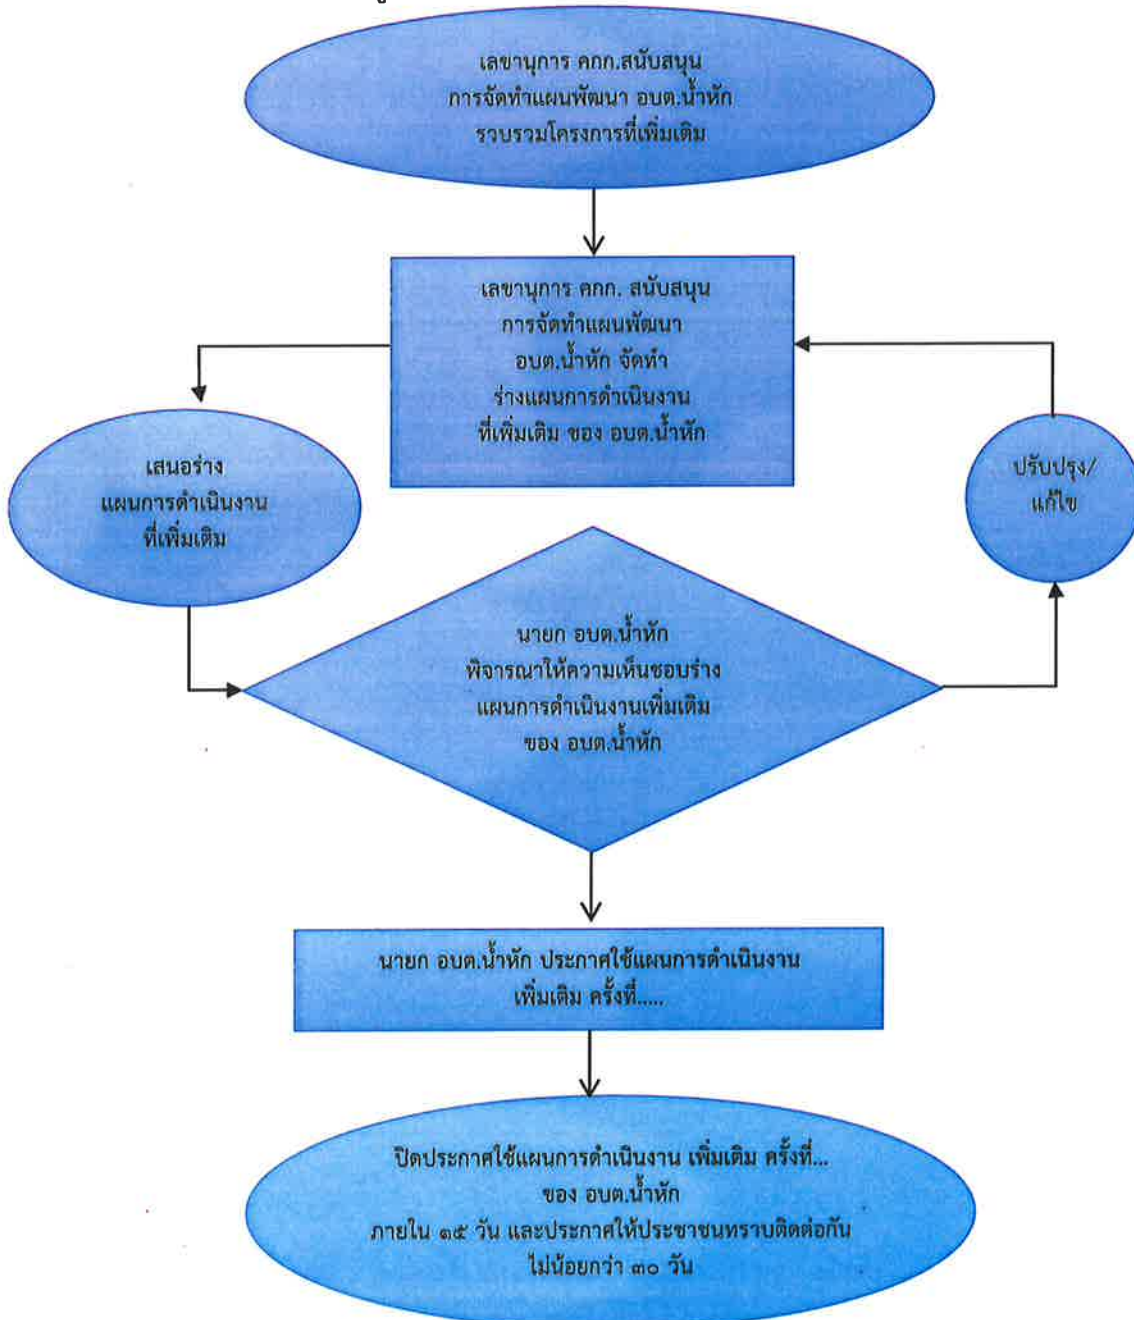 เลขานุการ คกก.สนับสนุน
การจัดทำแผนพัฒนา อบต.น้ำหัก
รวบรวมโครงการที่เพิ่มเติม
เลขานุการ คกก. สนับสนุน
การจัดทำแผนพัฒนา
อบต.น้ำหัก จัดทำ
ร่างแผนการดำเนินงาน
ที่เพิ่มเติม ของ อบต.น้ำหัก
เสนอร่าง
แผนการดำเนินงาน
ที่เพิ่มเติม
ปรับปรุง/
แก้ไข
นายก อบต.น้ำหัก
พิจารณาให้ความเห็นชอบร่าง
แผนการดำเนินงานเพิ่มเติม
ของ อบต.น้ำหัก
นายก อบต.น้ำหัก ประกาศใช้แผนการดำเนินงาน
เพิ่มเติม ครั้งที่.....
ปิดประกาศใช้แผนการดำเนินงาน เพิ่มเติม ครั้งที่...
ของ อบต.น้ำหัก
ภายใน ๑๕ วัน และประกาศให้ประชาชนทราบติดต่อกัน
ไม่น้อยกว่า ๓๐ วัน